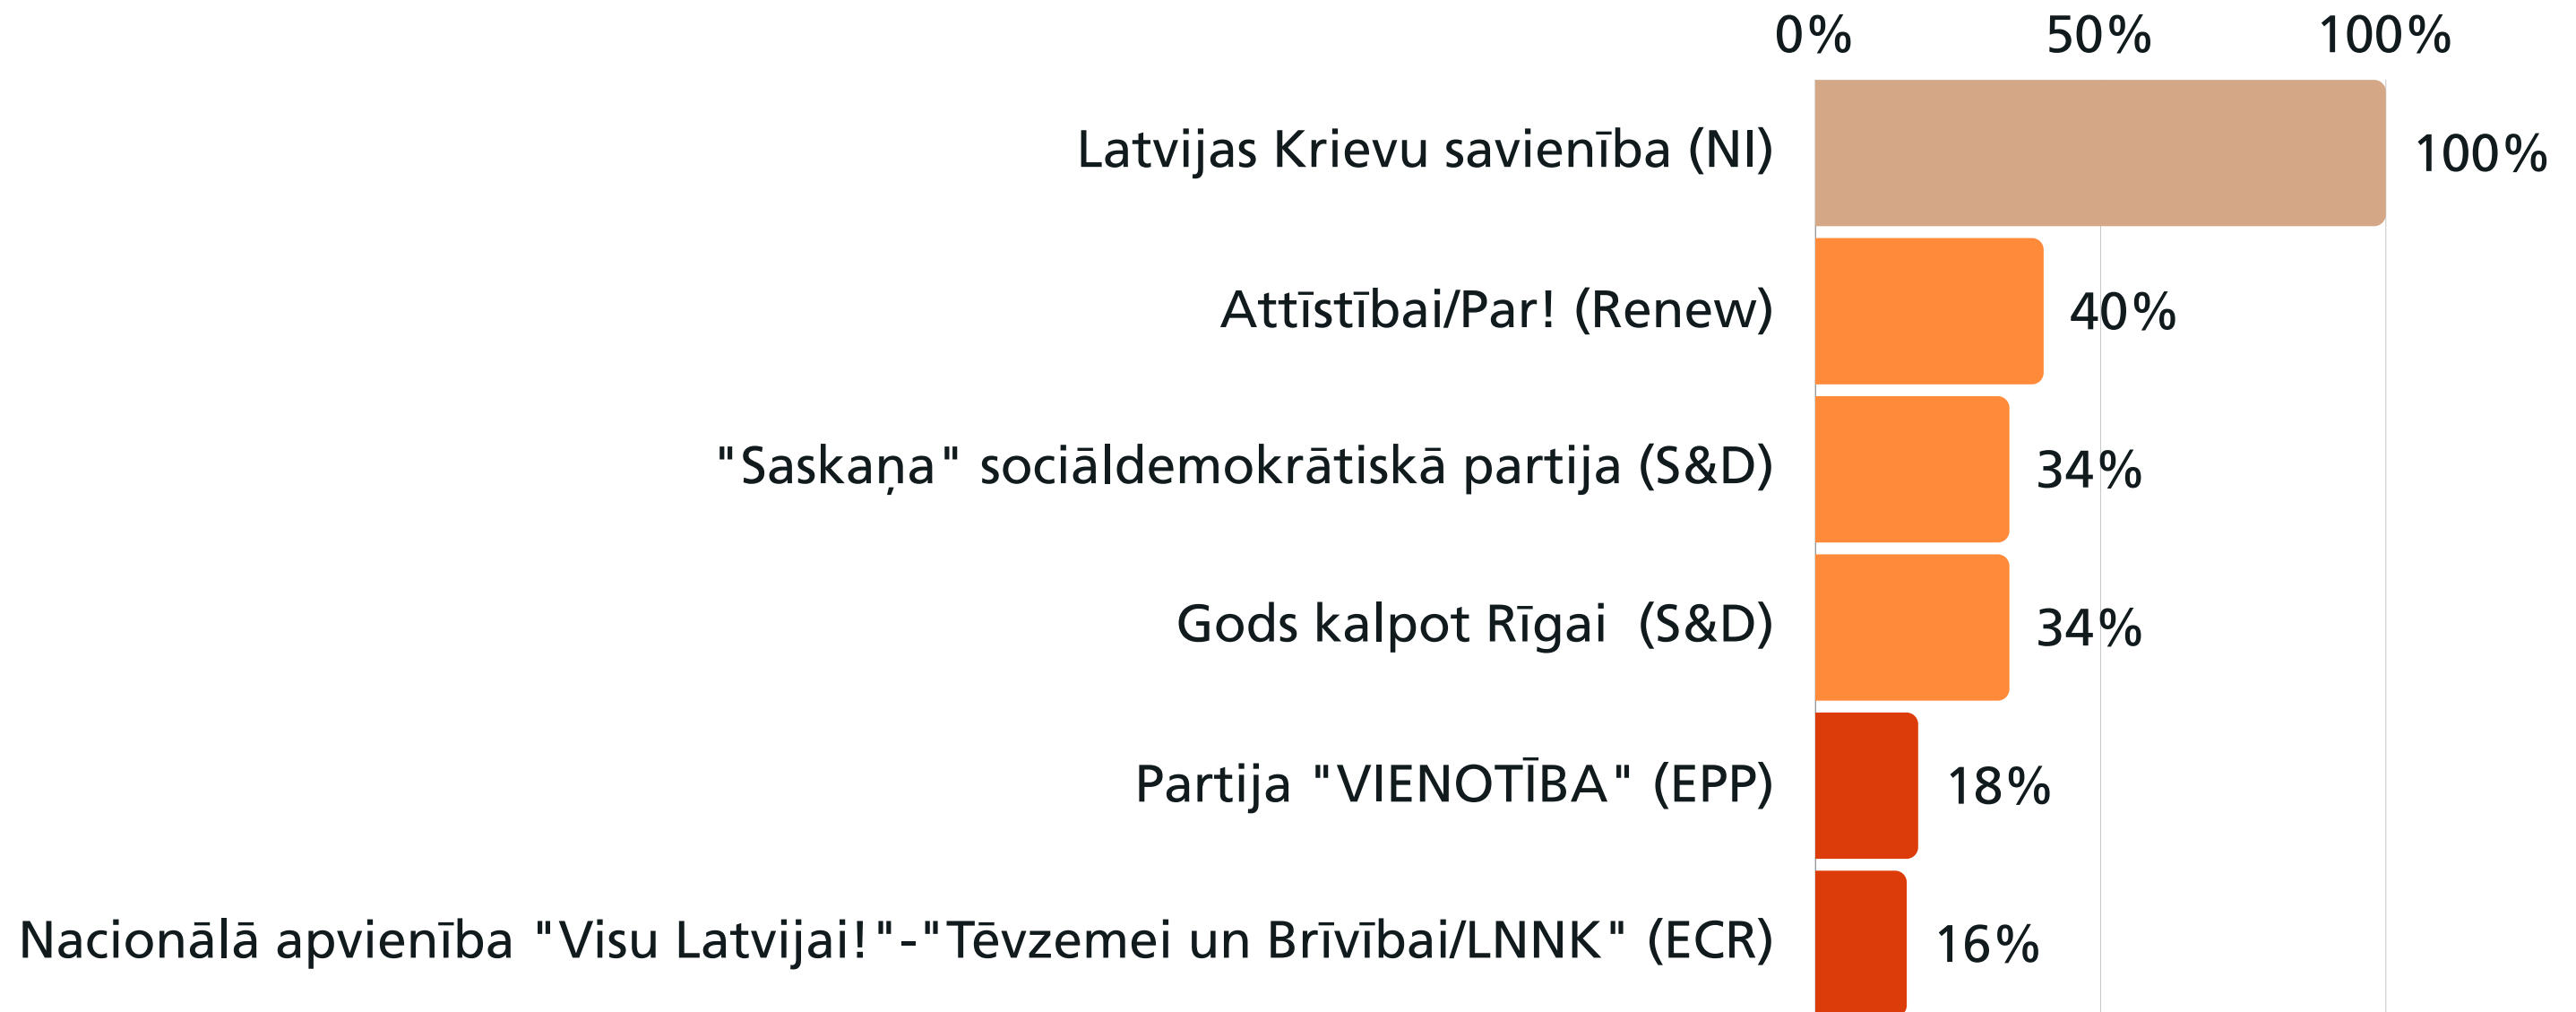 0% 50% 100%
Latvijas Krievu savienība (NI) 100%
Attīstībai/Par! (Renew) 40%
"Saskaņa" sociāldemokrātiskā partija (S&D) 34%
Gods kalpot Rīgai  (S&D) 34%
Partija "VIENOTĪBA" (EPP) 18%
Nacionālā apvienība "Visu Latvijai!"-"Tēvzemei un Brīvībai/LNNK" (ECR) 16%